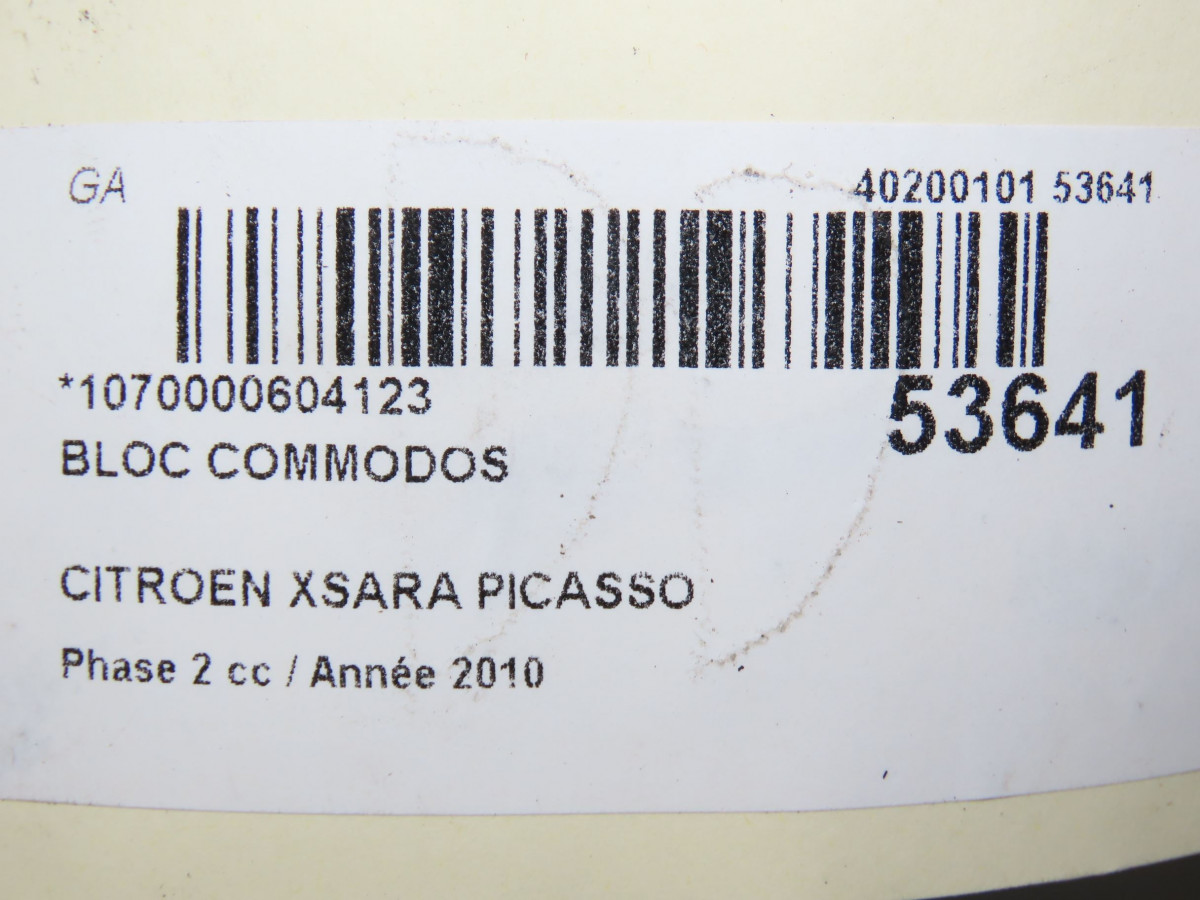 GA
40200101 53641
*1070000604123
53641
BLOC COMMODOS
CITROEN XSARA PICASSO
Phase 2 cc / Année 2010